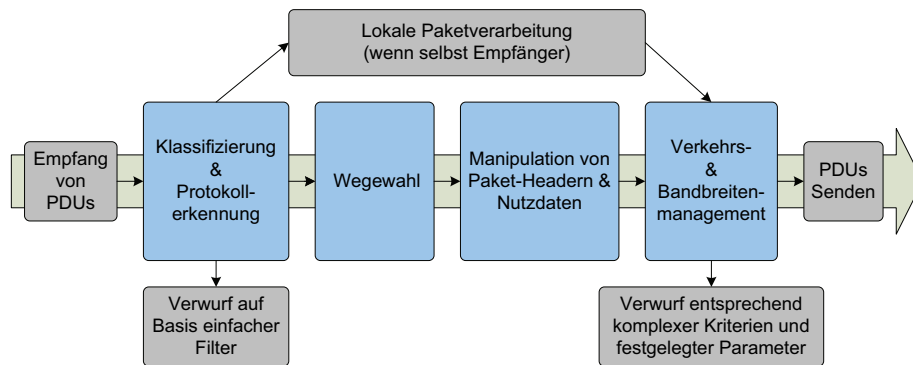 Lokale Paketverarbeitung
(wenn selbst Empfänger)
Empfang
von
PDUs
Klassifizierung
&
Protokoll-
erkennung
Wegewahl
Manipulation von
Paket-Headern &
Nutzdaten
Verkehrs-
&
Bandbreiten-
management
PDUs
Senden
Verwurf auf
Basis einfacher
Filter
Verwurf entsprechend
komplexer Kriterien und
festgelegter Parameter